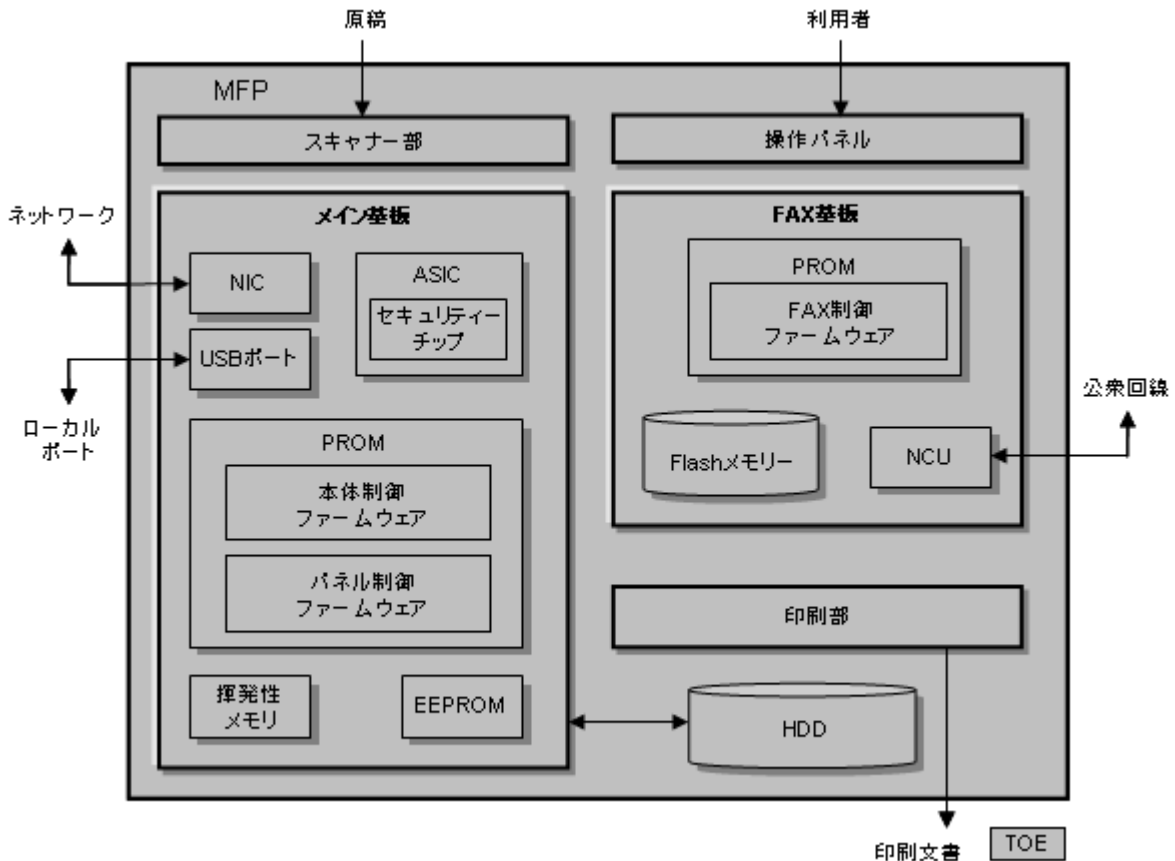 原稿
利用者
MFP
スキャナー部
操作パネル
ネットワーク
メイン基板
NIC
ASIC
セキュリティー
チップ
USBポート
ローカル
ポート
PROM
本体制御
ファームウェア
パネル制御
ファームウェア
揮発性
メモリ
EEPROM
FAX基板
PROM
FAX制御
ファームウェア
Flashメモリー
NCU
公衆回線
印刷部
HDD
印刷文書
TOE